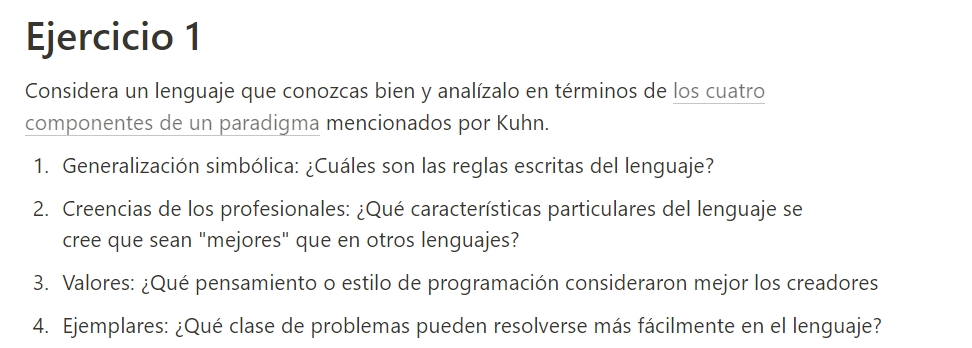 Ejercicio 1
Considera un lenguaje que conozcas bien y analízalo en términos de los cuatro
componentes de un paradigma mencionados por Kuhn.
1. Generalización simbólica: ¿Cuáles son las reglas escritas del lenguaje?
2. Creencias de los profesionales: ¿Qué características particulares del lenguaje se
cree que sean "mejores" que en otros lenguajes?
3. Valores: ¿Qué pensamiento o estilo de programación consideraron mejor los creadores
4. Ejemplares: ¿Qué clase de problemas pueden resolverse más fácilmente en el lenguaje?